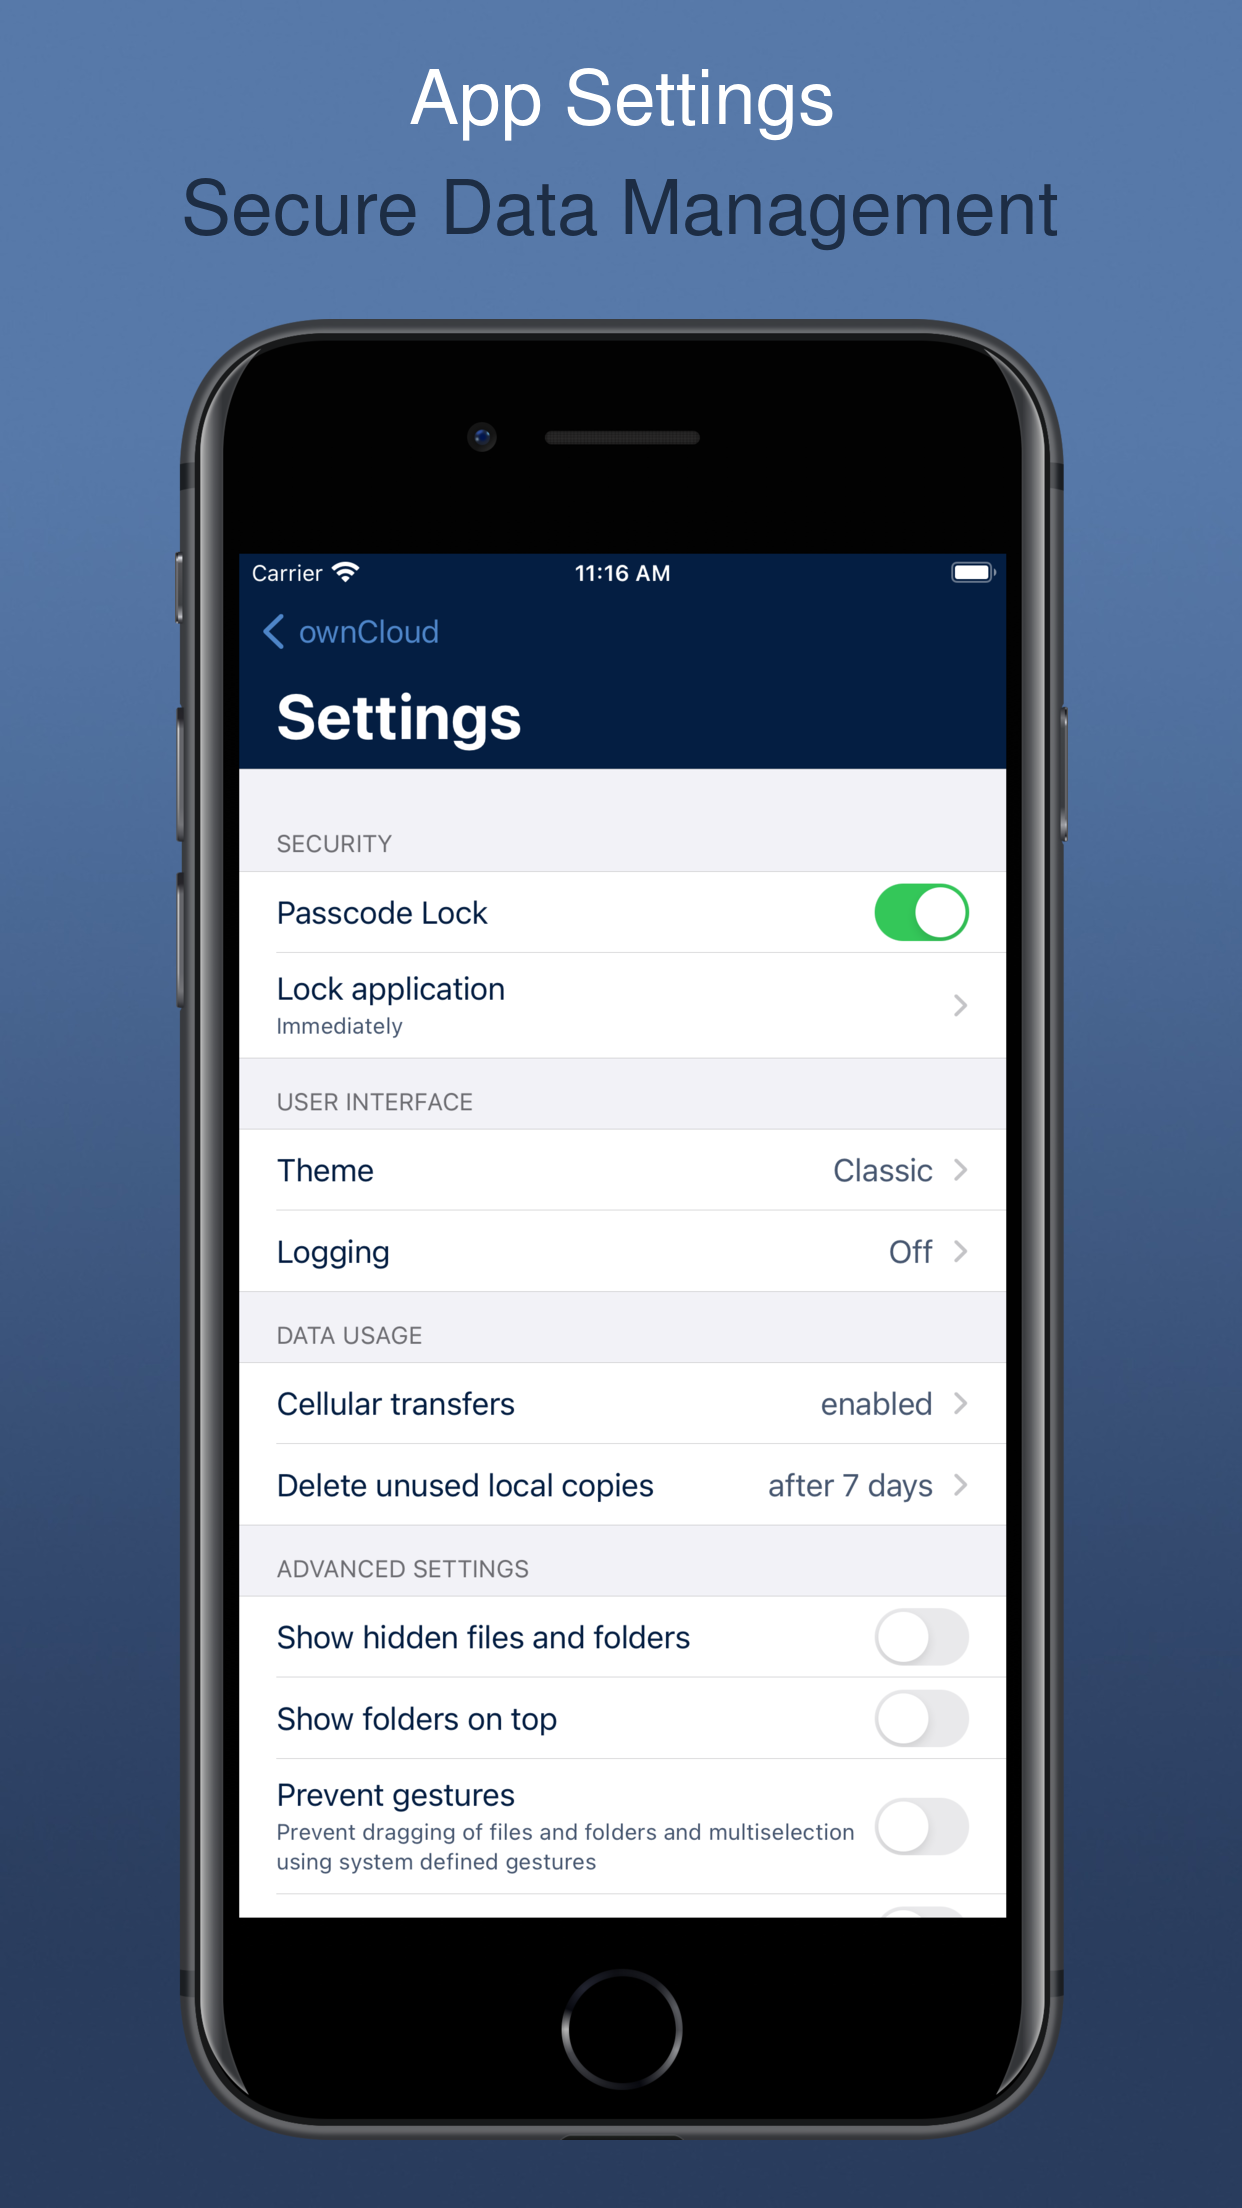 App Settings
Secure Data Management
Carrier 11:16 AM
ownCloud
Settings
SECURITY
Passcode Lock
Lock application
Immediately
USER INTERFACE
Theme Classic
Logging Off
DATA USAGE
Cellular transfers enabled
Delete unused local copies after 7 days
ADVANCED SETTINGS
Show hidden files and folders
Show folders on top
Prevent gestures
Prevent dragging of files and folders and multiselection
using system defined gestures